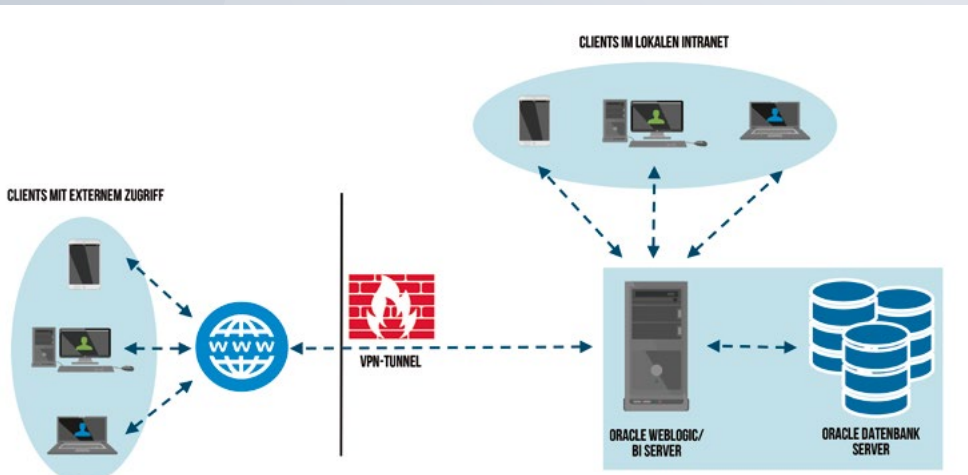 CLIENTS IM LOKALEN INTRANET
CLIENTS MIT EXTERNEM ZUGRIFF
WWW
VPN-TUNNEL
ORACLE WEBLOGIC/
BI SERVER
ORACLE DATENBANK
SERVER